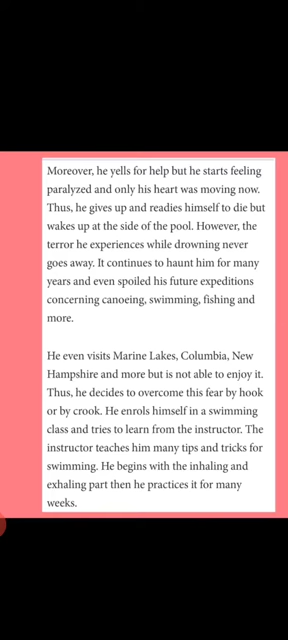 Moreover, he yells for help but he starts feeling
paralyzed and only his heart was moving now.
Thus, he gives up and readies himself to die but
wakes up at the side of the pool. However, the
terror he experiences while drowning never
goes away. It continues to haunt him for many
years and even spoiled his future expeditions
concerning canoeing, swimming, fishing and
more.
He even visits Marine Lakes, Columbia, New
Hampshire and more but is not able to enjoy it.
Thus, he decides to overcome this fear by hook
or by crook. He enrols himself in a swimming
class and tries to learn from the instructor. The
instructor teaches him many tips and tricks for
swimming. He begins with the inhaling and
exhaling part then he practices it for many
weeks.